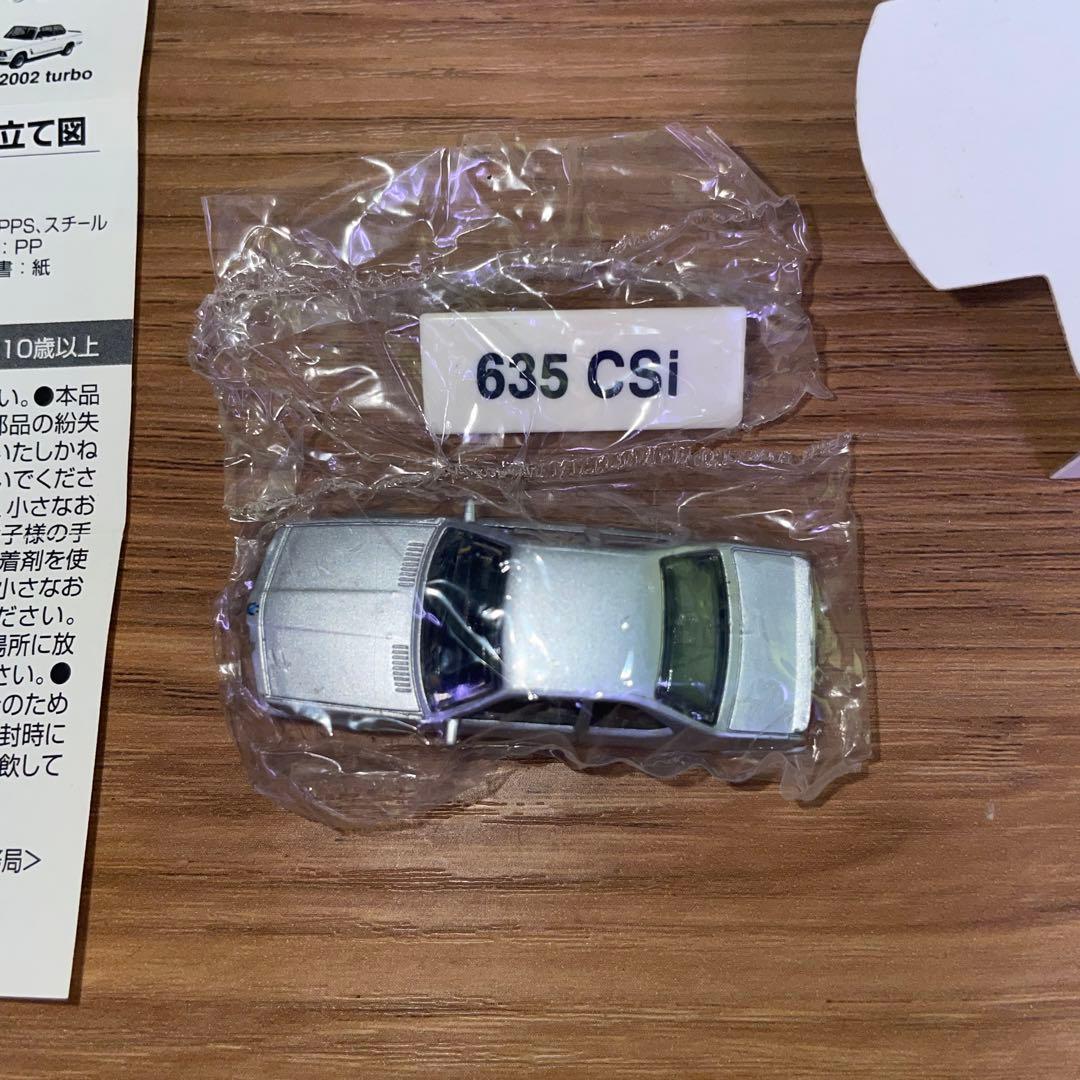 2002 turbo
立て図
PPS、スチール
：PP
書：紙
10歳以上
い。●本品
部品の紛失
いたしかね
いでくださ
小さなお
子様の手
着剤を使
小さなお
ださい。
場所に放
さい。●
のため
封時に
飲して
局>
635 CSi